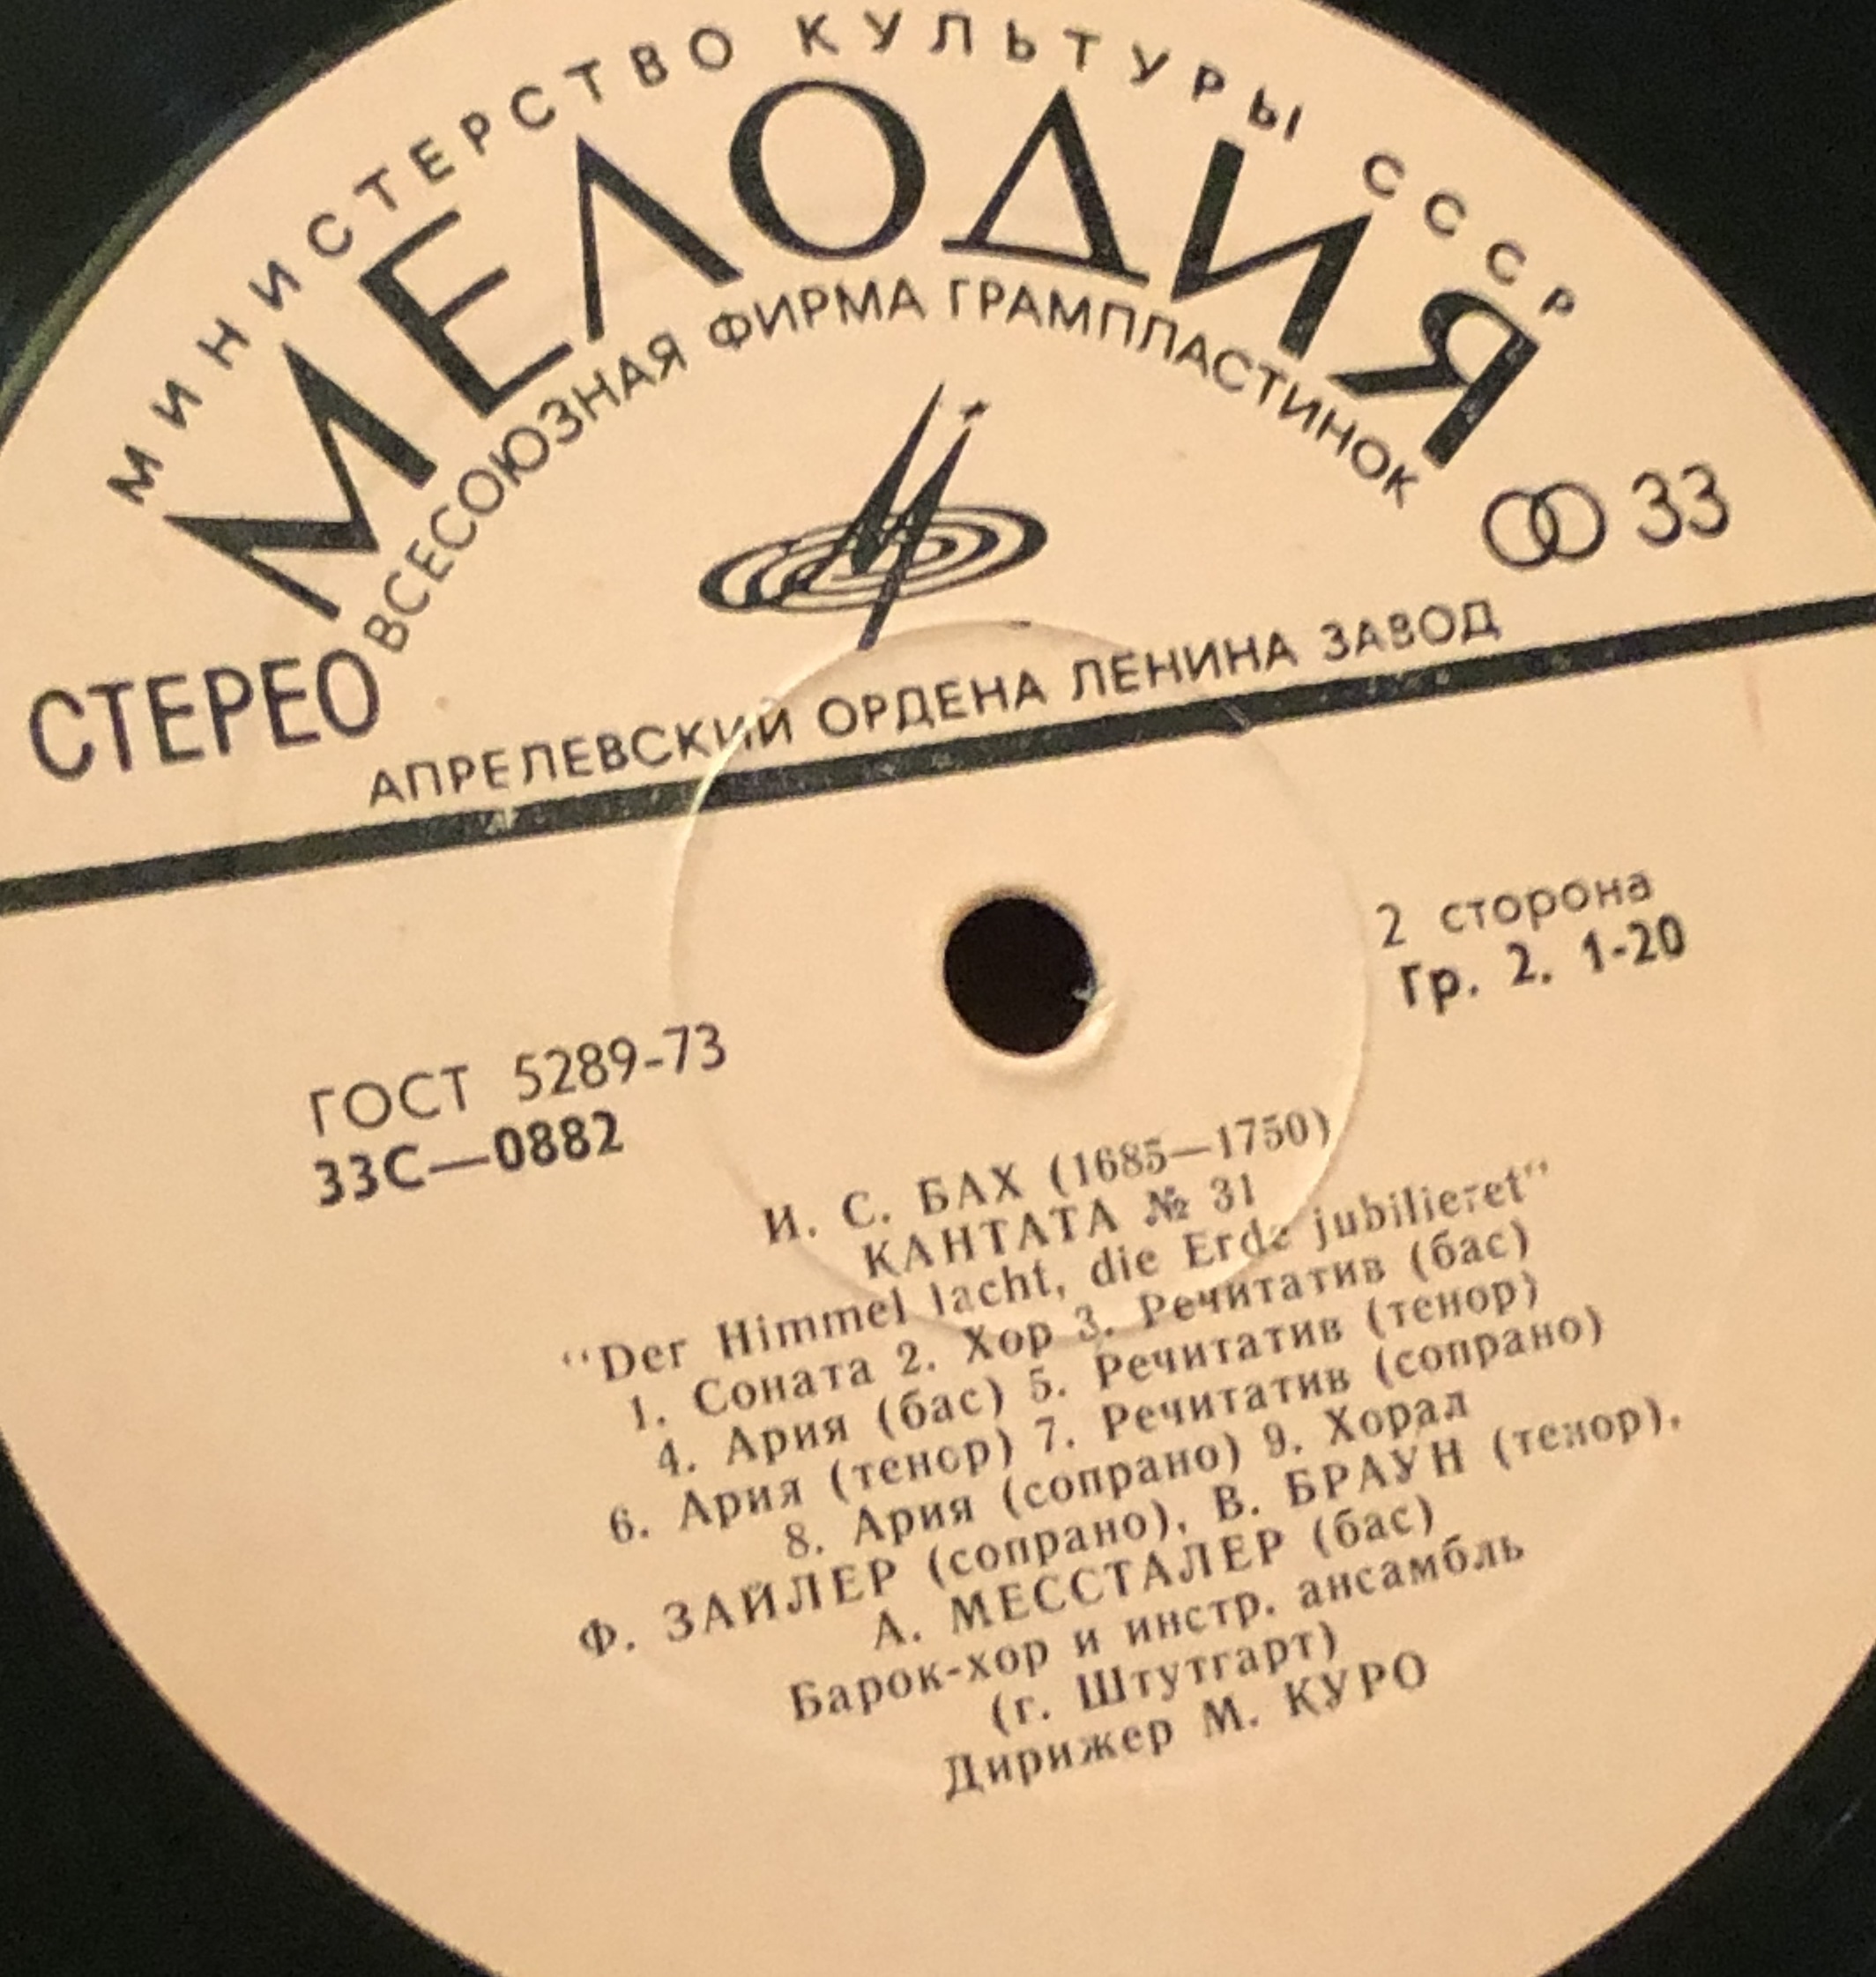 МИНИСТЕРСТВО КУЛЬТУРЫ СССР
МЕЛОДИЯ
ВСЕСОЮЗНАЯ ФИРМА ГРАМПЛАСТИНОК
33
СТЕРЕО
АПРЕЛЕВСКИЙ ОРДЕНА ЛЕНИНА ЗАВОД
2 сторона
Гр. 2. 1-20
ГОСТ 5289-73
33С—0882
И. С. БАХ (1685—1750)
КАНТАТА № 31
“Der Himmel lacht, die Erde jubilieret“
1. Соната 2. Хор 3. Речитатив (бас)
4. Ария (бас) 5. Речитатив (тенор)
6. Ария (тенор) 7. Речитатив (сопрано)
8. Ария (сопрано) 9. Хорал
Ф. ЗАЙЛЕР (сопрано), В. БРАУН (тенор),
А. МЕССТАЛЕР (бас)
Барок-хор и инстр. ансамбль
(г. Штутгарт)
Дирижер М. КУРО